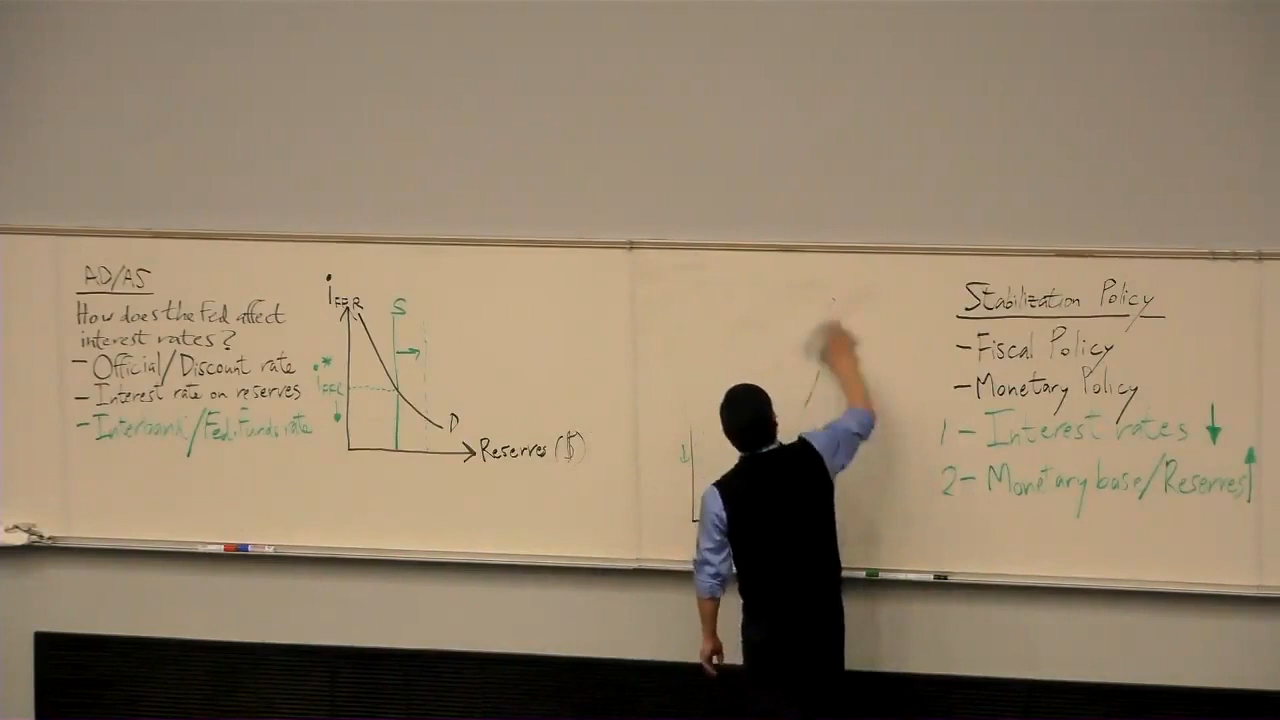 AD/AS
How does the Fed affect
interest rates?
- Official/Discount rate
- Interest rate on reserves
- Interbank/Fed. Funds rate
i FFR
S
i* FFR
D
Reserves ($)
Stabilization Policy
- Fiscal Policy
- Monetary Policy
1 - Interest rates ↓
2 - Monetary base/Reserves ↑